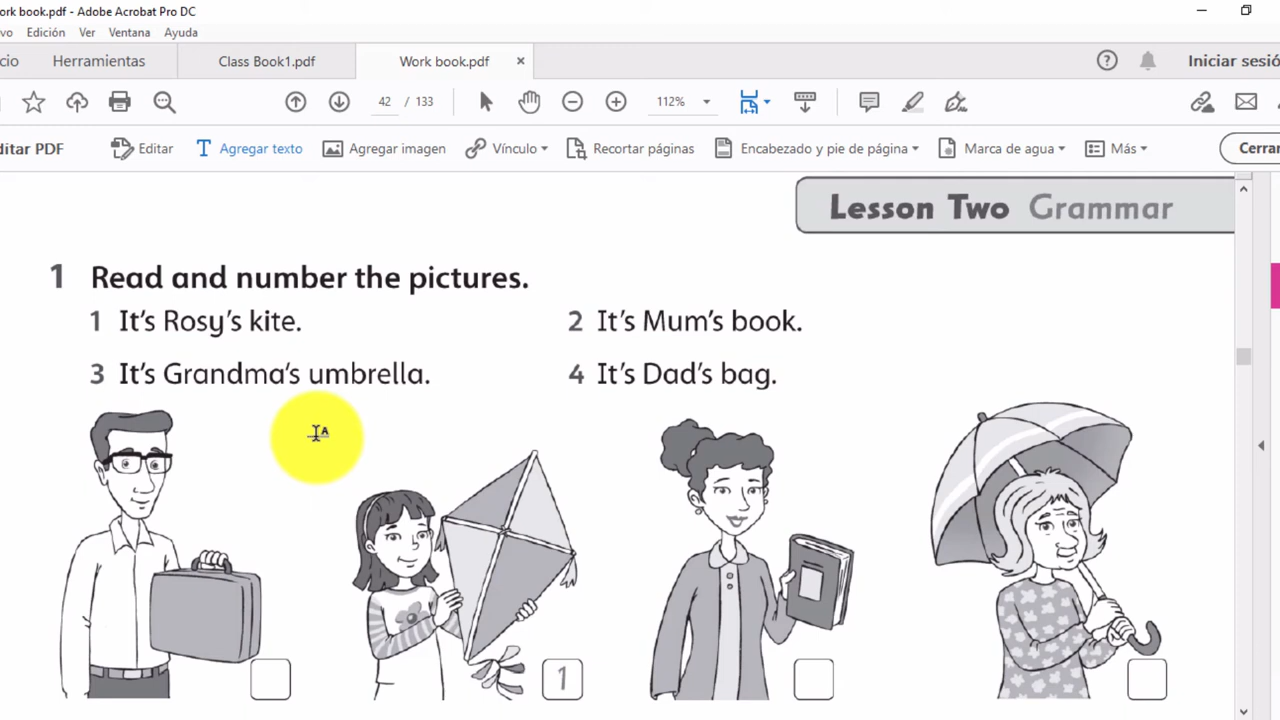 ork book.pdf - Adobe Acrobat Pro DC
vo Edición Ver Ventana Ayuda
cio Herramientas Class Book1.pdf Work book.pdf × Iniciar sesió
42 / 133 112%
ditar PDF Editar Agregar texto Agregar imagen Vínculo Recortar páginas Encabezado y pie de página Marca de agua Más Cerrar
Lesson Two Grammar
1 Read and number the pictures.
1 It's Rosy's kite. 2 It's Mum's book.
3 It's Grandma's umbrella. 4 It's Dad's bag.
1